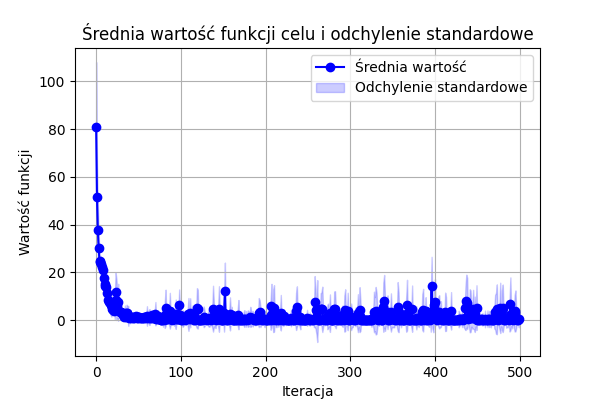 Średnia wartość funkcji celu i odchylenie standardowe
Średnia wartość
Odchylenie standardowe
Wartość funkcji
100
80
60
40
20
0
0 100 200 300 400 500
Iteracja